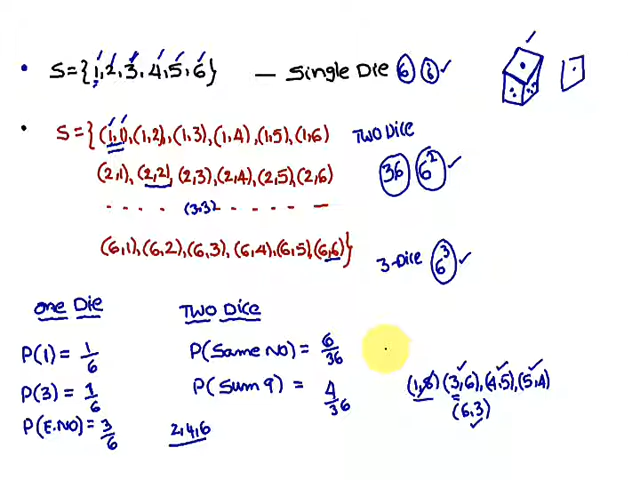 • S={1,2,3,4,5,6} — Single Die 6 6 ✓
• S={(1,1),(1,2),(1,3),(1,4),(1,5),(1,6) TWO Dice
(2,1),(2,2),(2,3),(2,4),(2,5),(2,6) 36 6² ✓
.... (3,3) ....... –
(6,1),(6,2),(6,3),(6,4),(6,5),(6,6)} 3-Dice 6³ ✓
one Die TWO Dice
P(1) = 1/6 P(Same NO) = 6/36
P(3) = 1/6 P(Sum 9) = 4/36 (1,8) (3,6),(4,5),(5,4)
(6,3)
P(E.NO) = 3/6 2,4,6